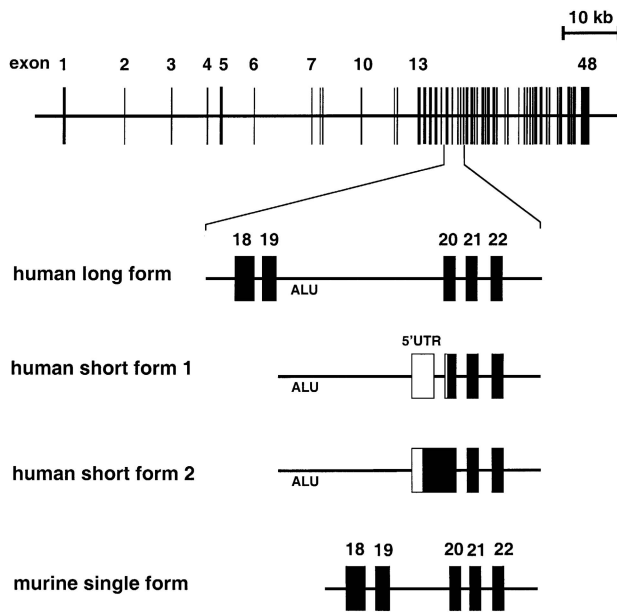 10 kb
exon 1 2 3 4 5 6 7 10 13 48
18 19 20 21 22
human long form
ALU
5'UTR
human short form 1
ALU
human short form 2
ALU
18 19 20 21 22
murine single form